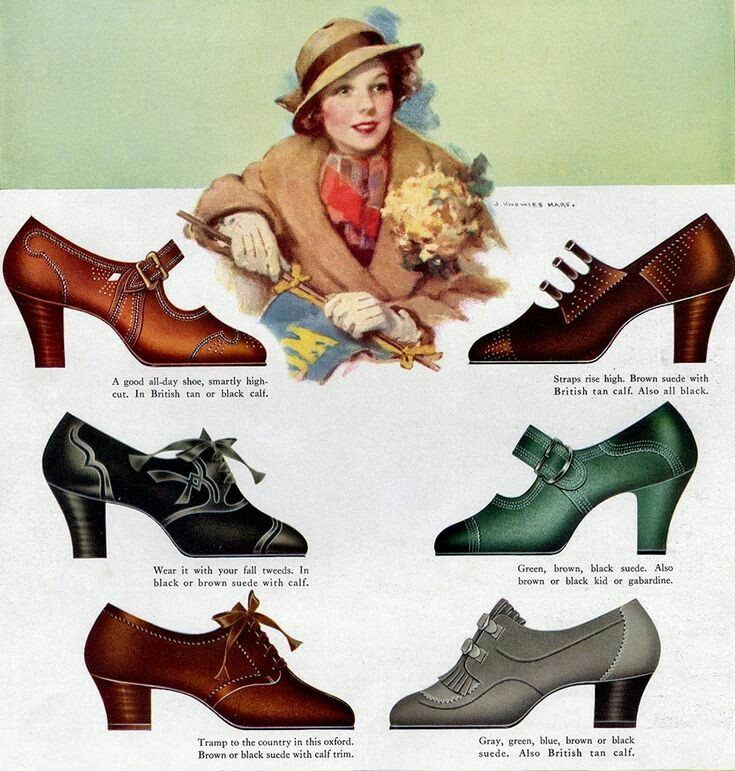 J. KNOWLES HARE.
A good all-day shoe, smartly high-
cut. In British tan or black calf.
Straps rise high. Brown suede with
British tan calf. Also all black.
Wear it with your fall tweeds. In
black or brown suede with calf.
Green, brown, black suede. Also
brown or black kid or gabardine.
Tramp to the country in this oxford.
Brown or black suede with calf trim.
Gray, green, blue, brown or black
suede. Also British tan calf.